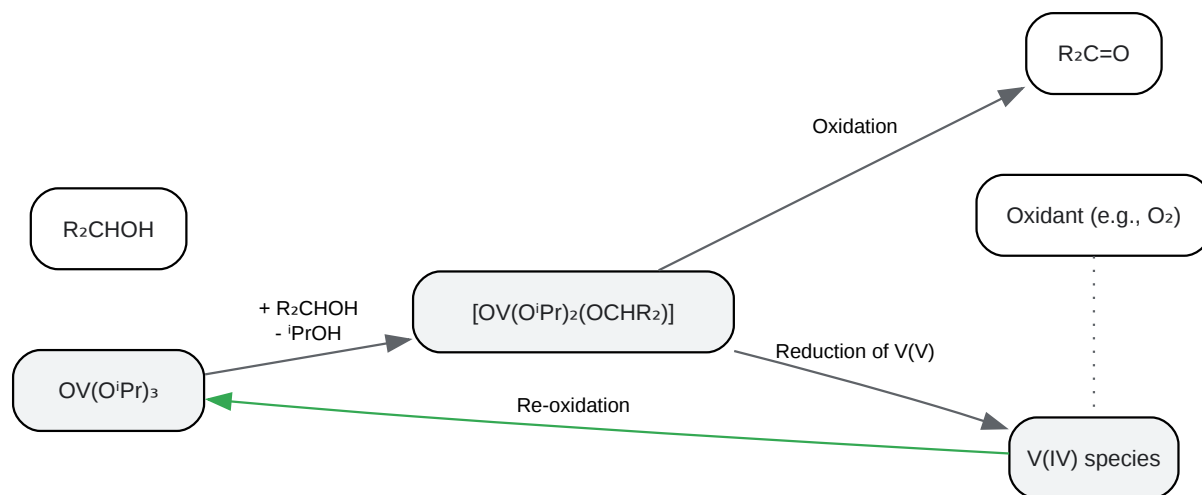 R₂C=O
Oxidation
R₂CHOH
Oxidant (e.g., O₂)
+ R₂CHOH
- ⁱPrOH
[OV(OⁱPr)₂(OCHR₂)]
Reduction of V(V)
OV(OⁱPr)₃
Re-oxidation
V(IV) species